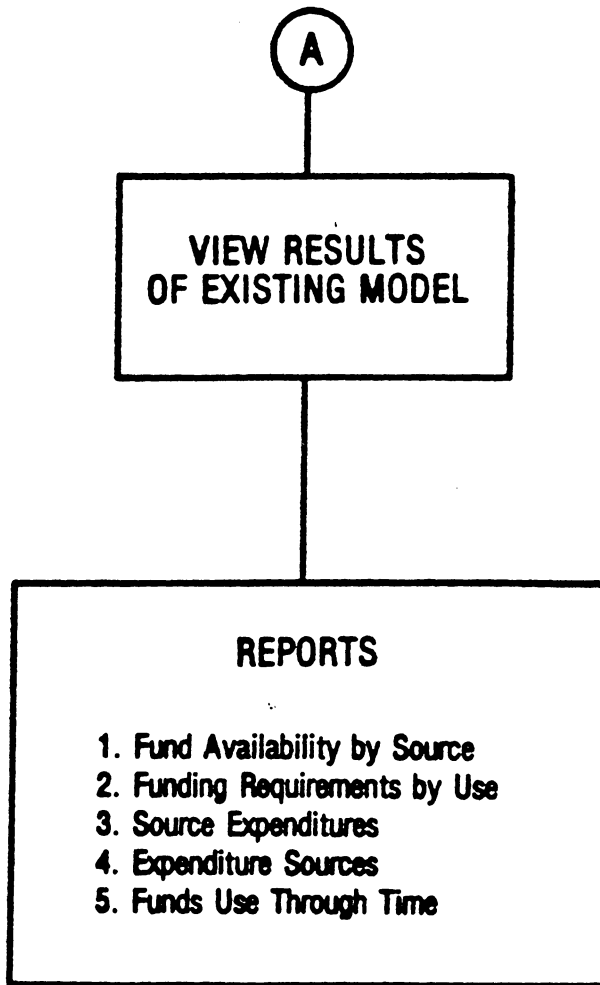 A
VIEW RESULTS
OF EXISTING MODEL
REPORTS
1. Fund Availability by Source
2. Funding Requirements by Use
3. Source Expenditures
4. Expenditure Sources
5. Funds Use Through Time